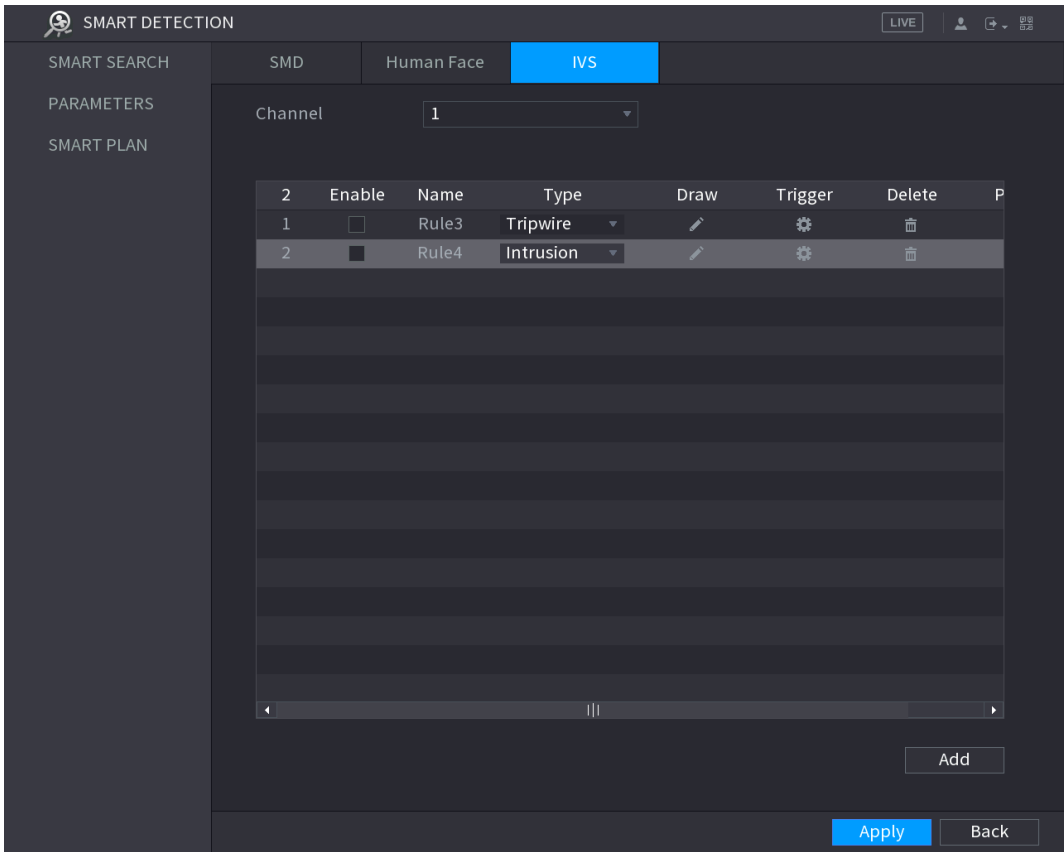 SMART DETECTION LIVE
SMART SEARCH SMD Human Face IVS
PARAMETERS Channel 1
SMART PLAN
2 Enable Name Type Draw Trigger Delete P
1 Rule3 Tripwire
2 Rule4 Intrusion
Add
Apply Back